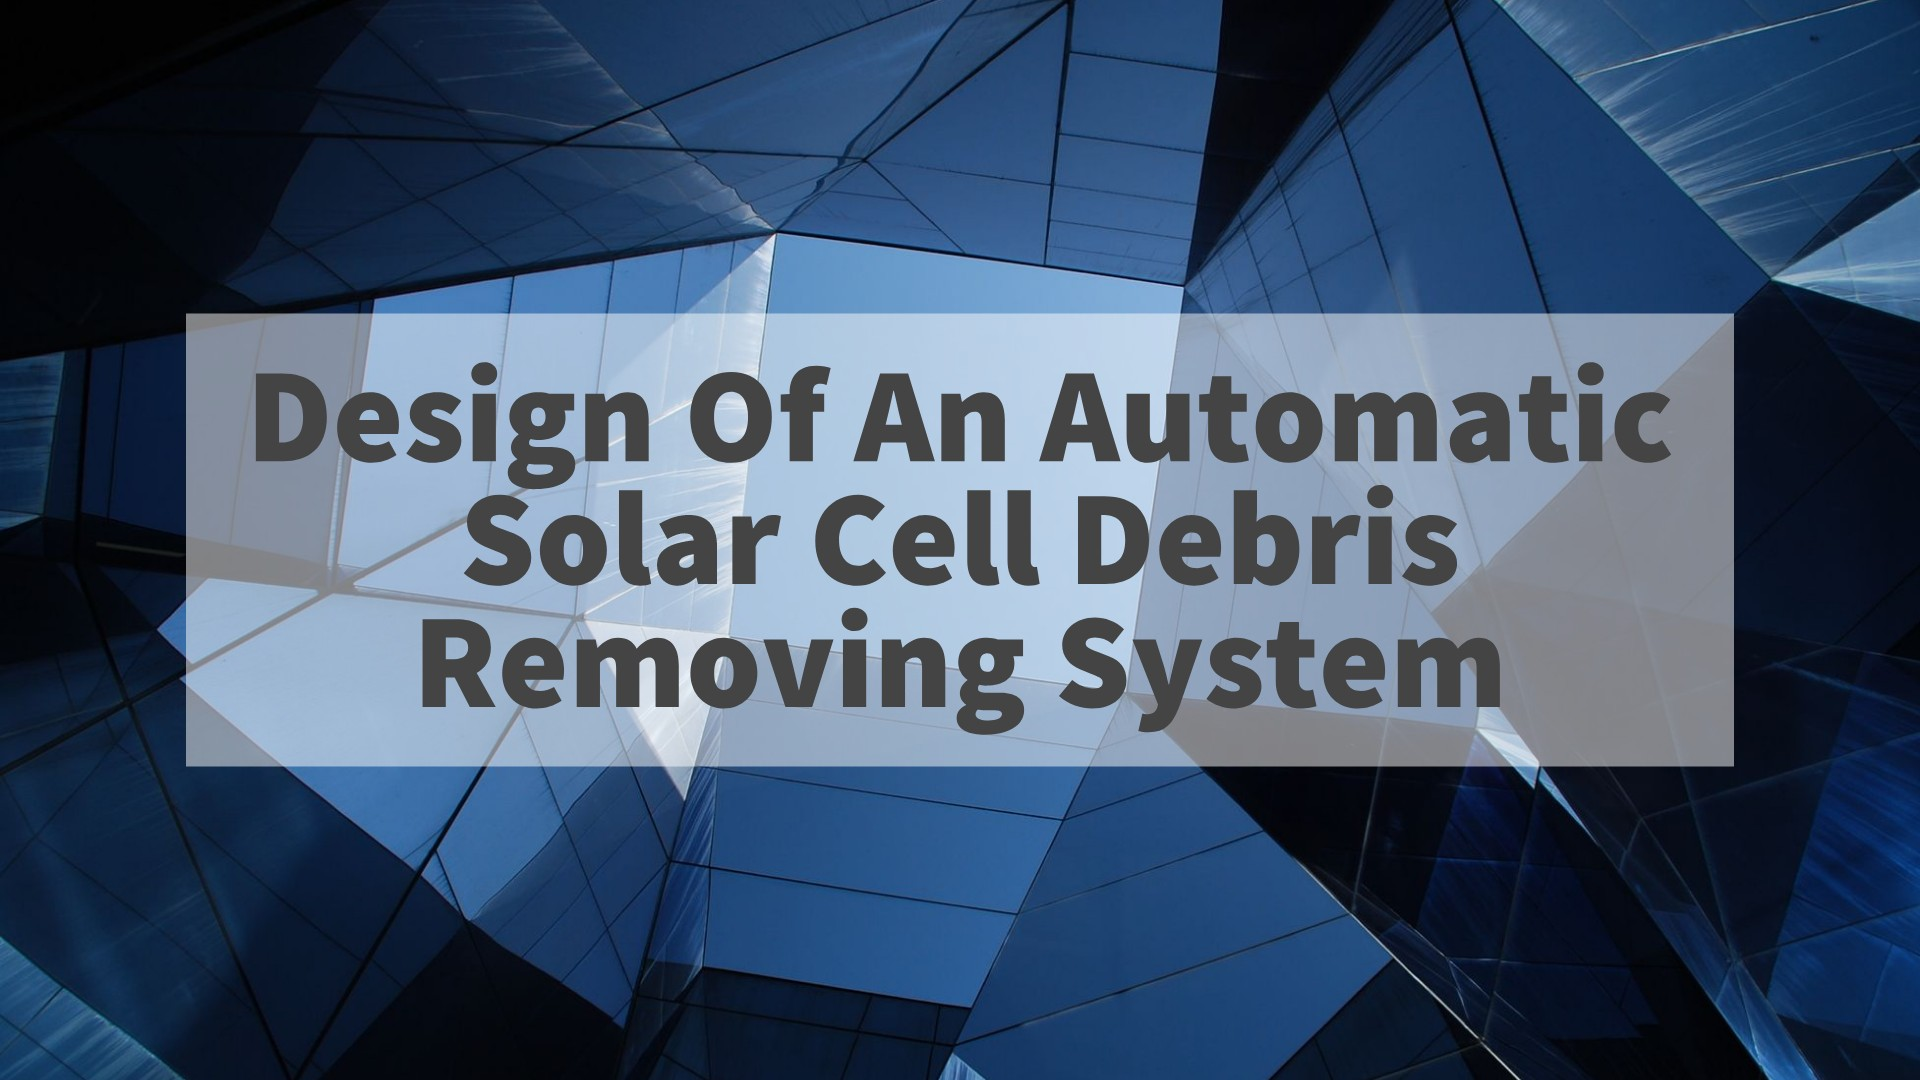 Design Of An Automatic
Solar Cell Debris
Removing System